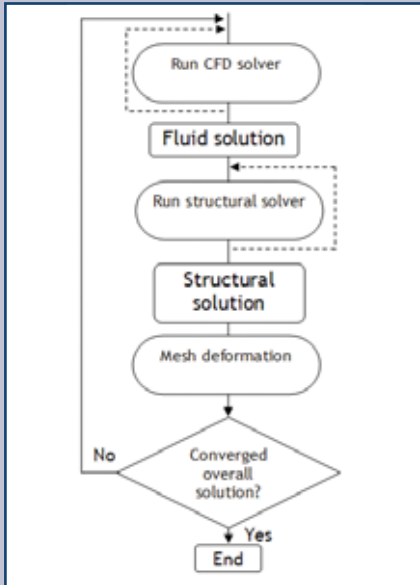 Run CFD solver
Fluid solution
Run structural solver
Structural
solution
Mesh deformation
No
Converged
overall
solution?
Yes
End